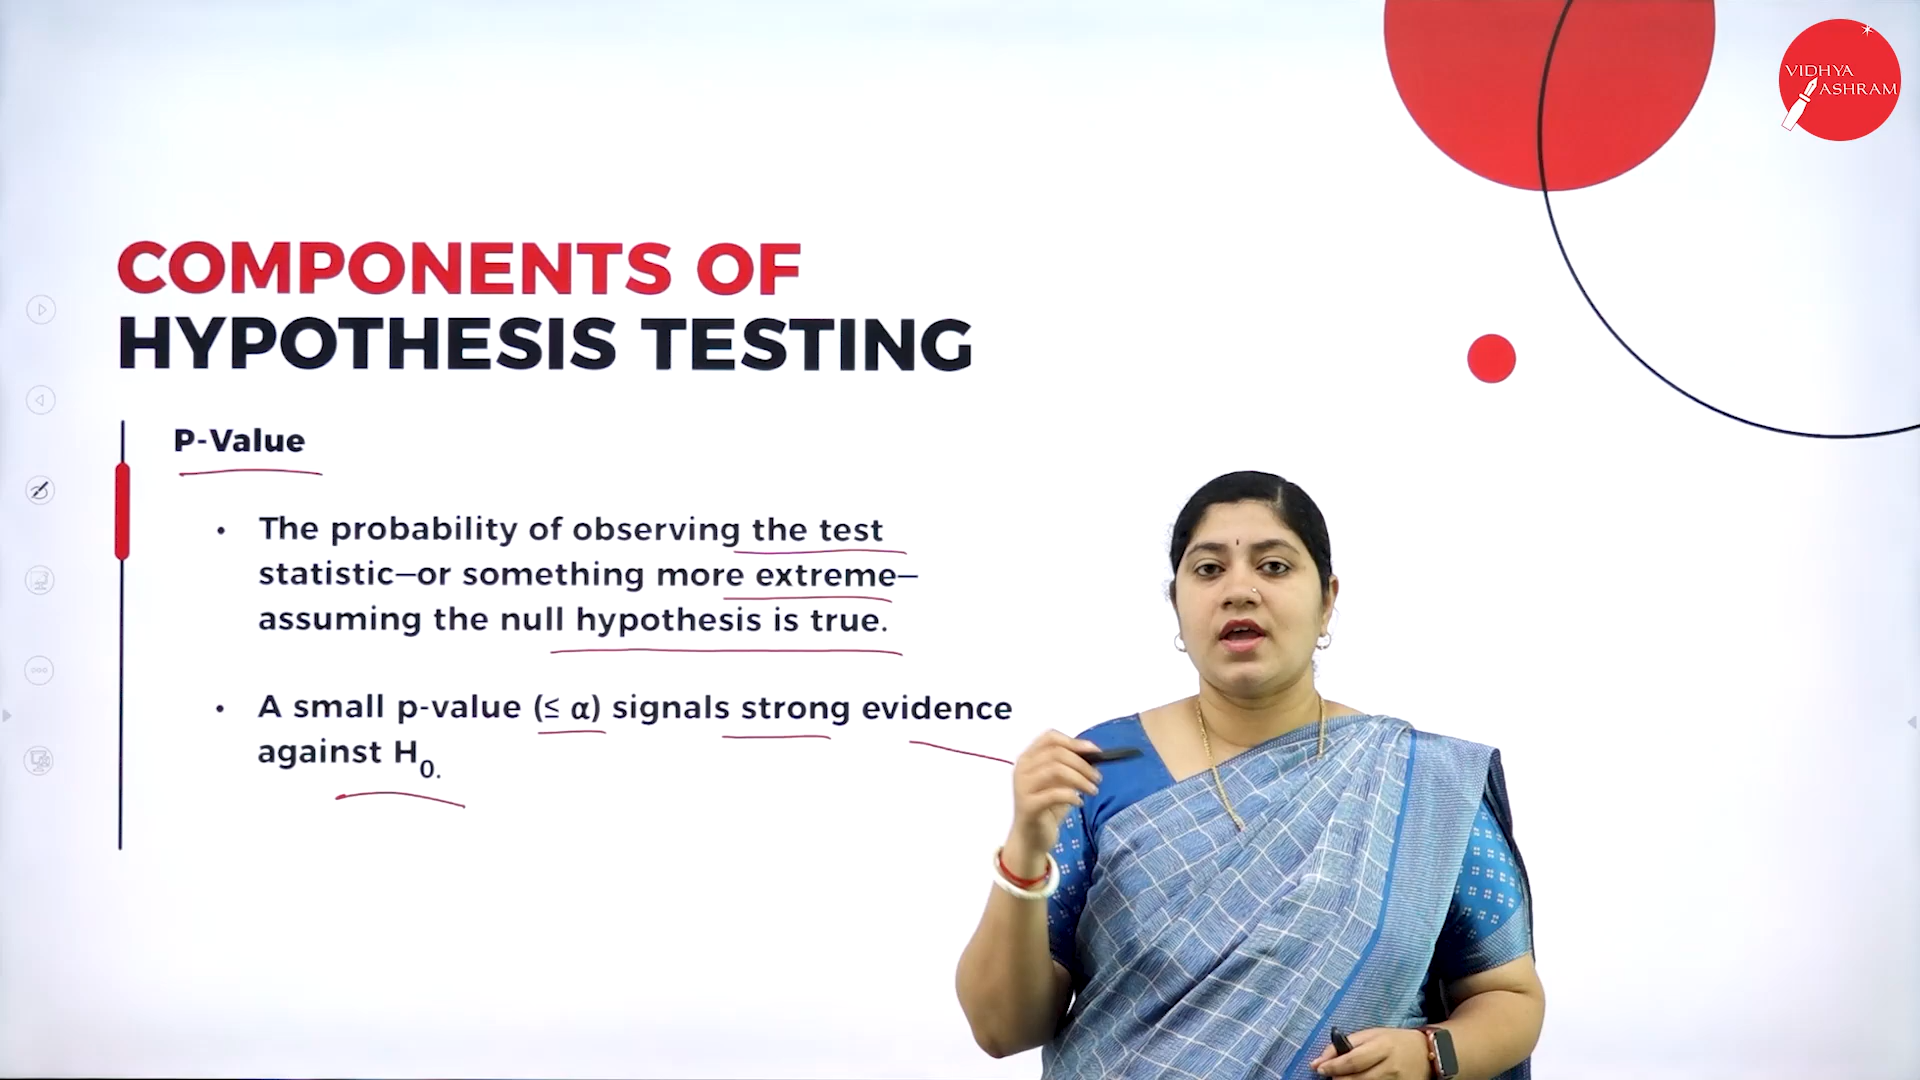 VIDHYA
ASHRAM
COMPONENTS OF
HYPOTHESIS TESTING
P-Value
• The probability of observing the test
statistic—or something more extreme—
assuming the null hypothesis is true.
• A small p-value (≤ α) signals strong evidence
against H₀.